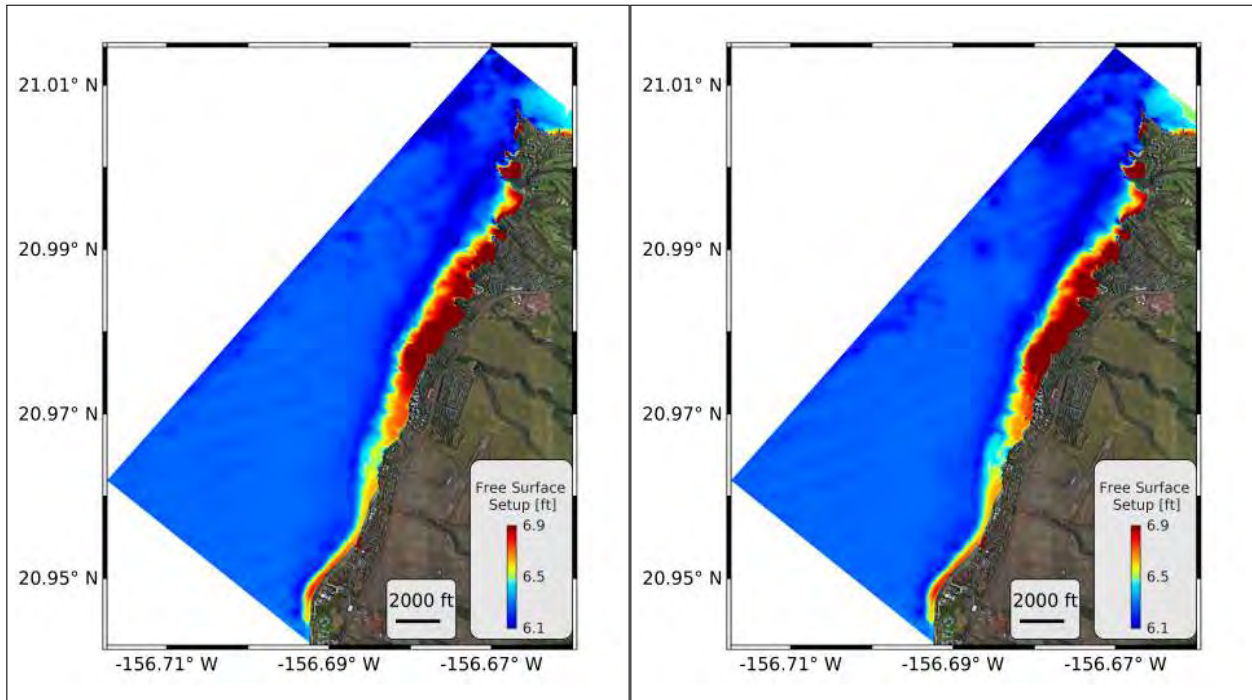 21.01° N
20.99° N
20.97° N
20.95° N
Free Surface
Setup [ft]
6.9
6.5
6.1
2000 ft
-156.71° W
-156.69° W
-156.67° W
21.01° N
20.99° N
20.97° N
20.95° N
Free Surface
Setup [ft]
6.9
6.5
6.1
2000 ft
-156.71° W
-156.69° W
-156.67° W